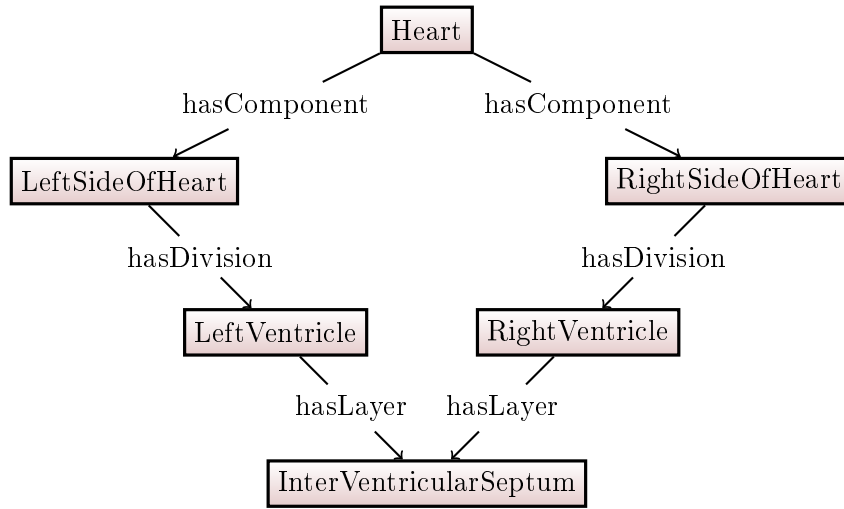 Heart
hasComponent hasComponent
LeftSideOfHeart RightSideOfHeart
hasDivision hasDivision
LeftVentricle RightVentricle
hasLayer hasLayer
InterVentricularSeptum